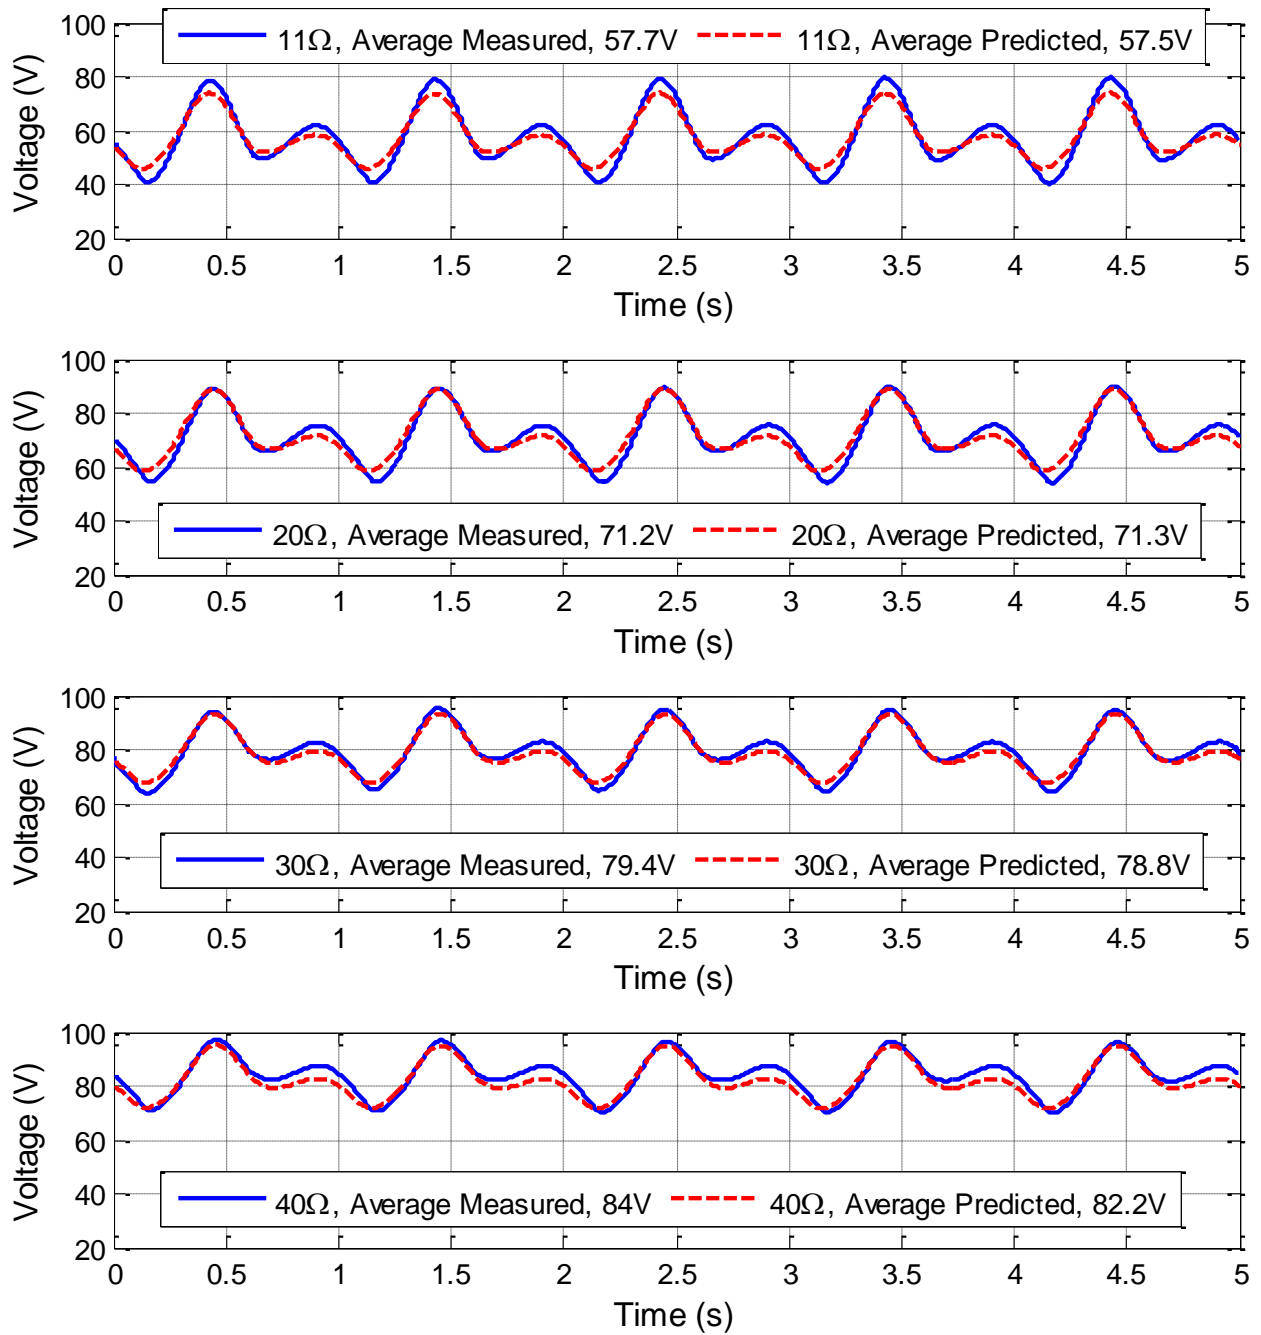 100
80
60
40
20
Voltage (V)
11Ω, Average Measured, 57.7V 11Ω, Average Predicted, 57.5V
0 0.5 1 1.5 2 2.5 3 3.5 4 4.5 5
Time (s)
100
80
60
40
20
Voltage (V)
20Ω, Average Measured, 71.2V 20Ω, Average Predicted, 71.3V
0 0.5 1 1.5 2 2.5 3 3.5 4 4.5 5
Time (s)
100
80
60
40
20
Voltage (V)
30Ω, Average Measured, 79.4V 30Ω, Average Predicted, 78.8V
0 0.5 1 1.5 2 2.5 3 3.5 4 4.5 5
Time (s)
100
80
60
40
20
Voltage (V)
40Ω, Average Measured, 84V 40Ω, Average Predicted, 82.2V
0 0.5 1 1.5 2 2.5 3 3.5 4 4.5 5
Time (s)